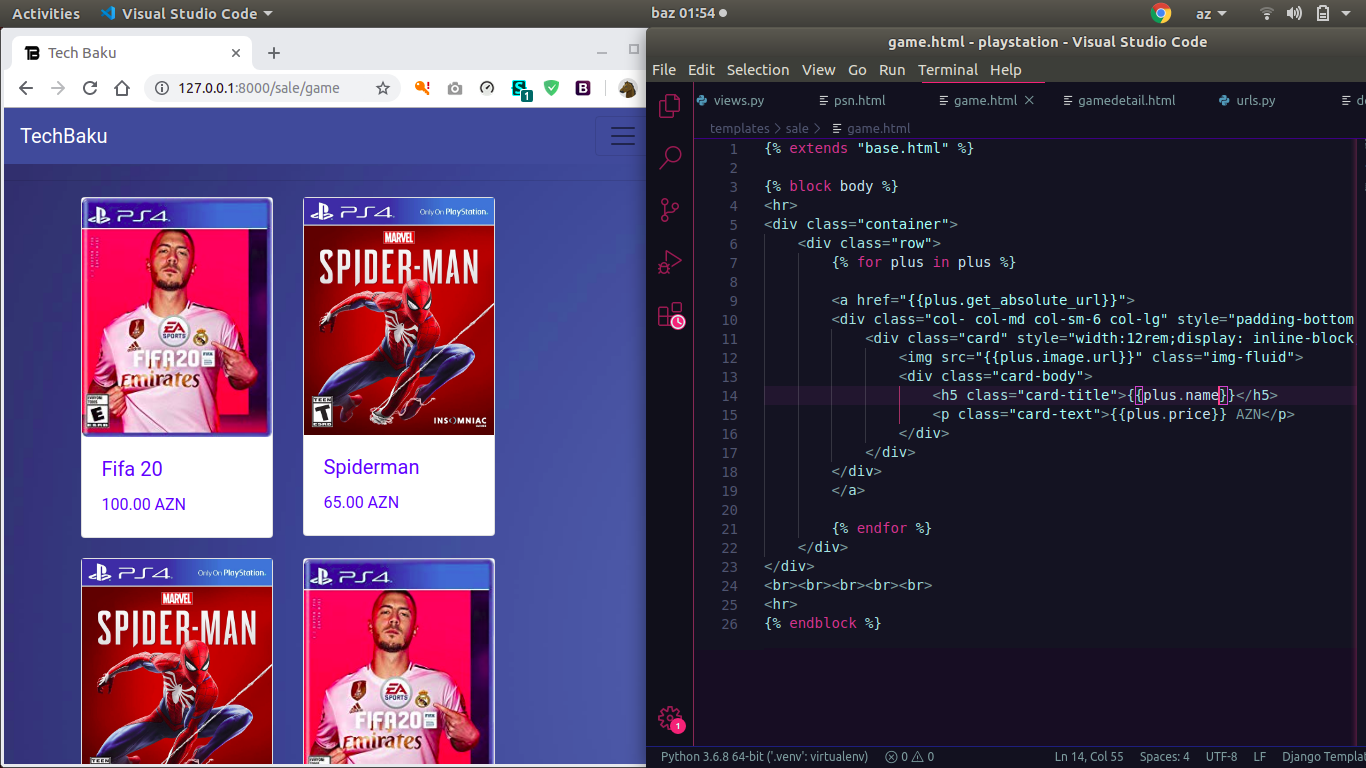 Activities
Visual Studio Code
baz 01:54
az
Tech Baku
127.0.0.1:8000/sale/game
1
TechBaku
PS4
EA SPORTS
FIFA20
Emirates
E
Fifa 20
100.00 AZN
PS4 Only On PlayStation.
MARVEL
SPIDER-MAN
T
INSOMNIAC
Spiderman
65.00 AZN
PS4 Only On PlayStation.
MARVEL
SPIDER-MAN
TEEN
PS4
EA SPORTS
FIFA20
Emirates
game.html - playstation - Visual Studio Code
File Edit Selection View Go Run Terminal Help
views.py psn.html game.html gamedetail.html urls.py
templates > sale > game.html
1 {% extends "base.html" %}
2
3 {% block body %}
4 <hr>
5 <div class="container">
6 <div class="row">
7 {% for plus in plus %}
8
9 <a href="{{plus.get_absolute_url}}">
10 <div class="col- col-md col-sm-6 col-lg" style="padding-bottom
11 <div class="card" style="width:12rem;display: inline-block
12 <img src="{{plus.image.url}}" class="img-fluid">
13 <div class="card-body">
14 <h5 class="card-title">{{plus.name}}</h5>
15 <p class="card-text">{{plus.price}} AZN</p>
16 </div>
17 </div>
18 </div>
19 </a>
20
21 {% endfor %}
22 </div>
23 </div>
24 <br><br><br><br><br>
25 <hr>
26 {% endblock %}
1
Python 3.6.8 64-bit ('.venv': virtualenv) 0 0 Ln 14, Col 55 Spaces: 4 UTF-8 LF Django Templa